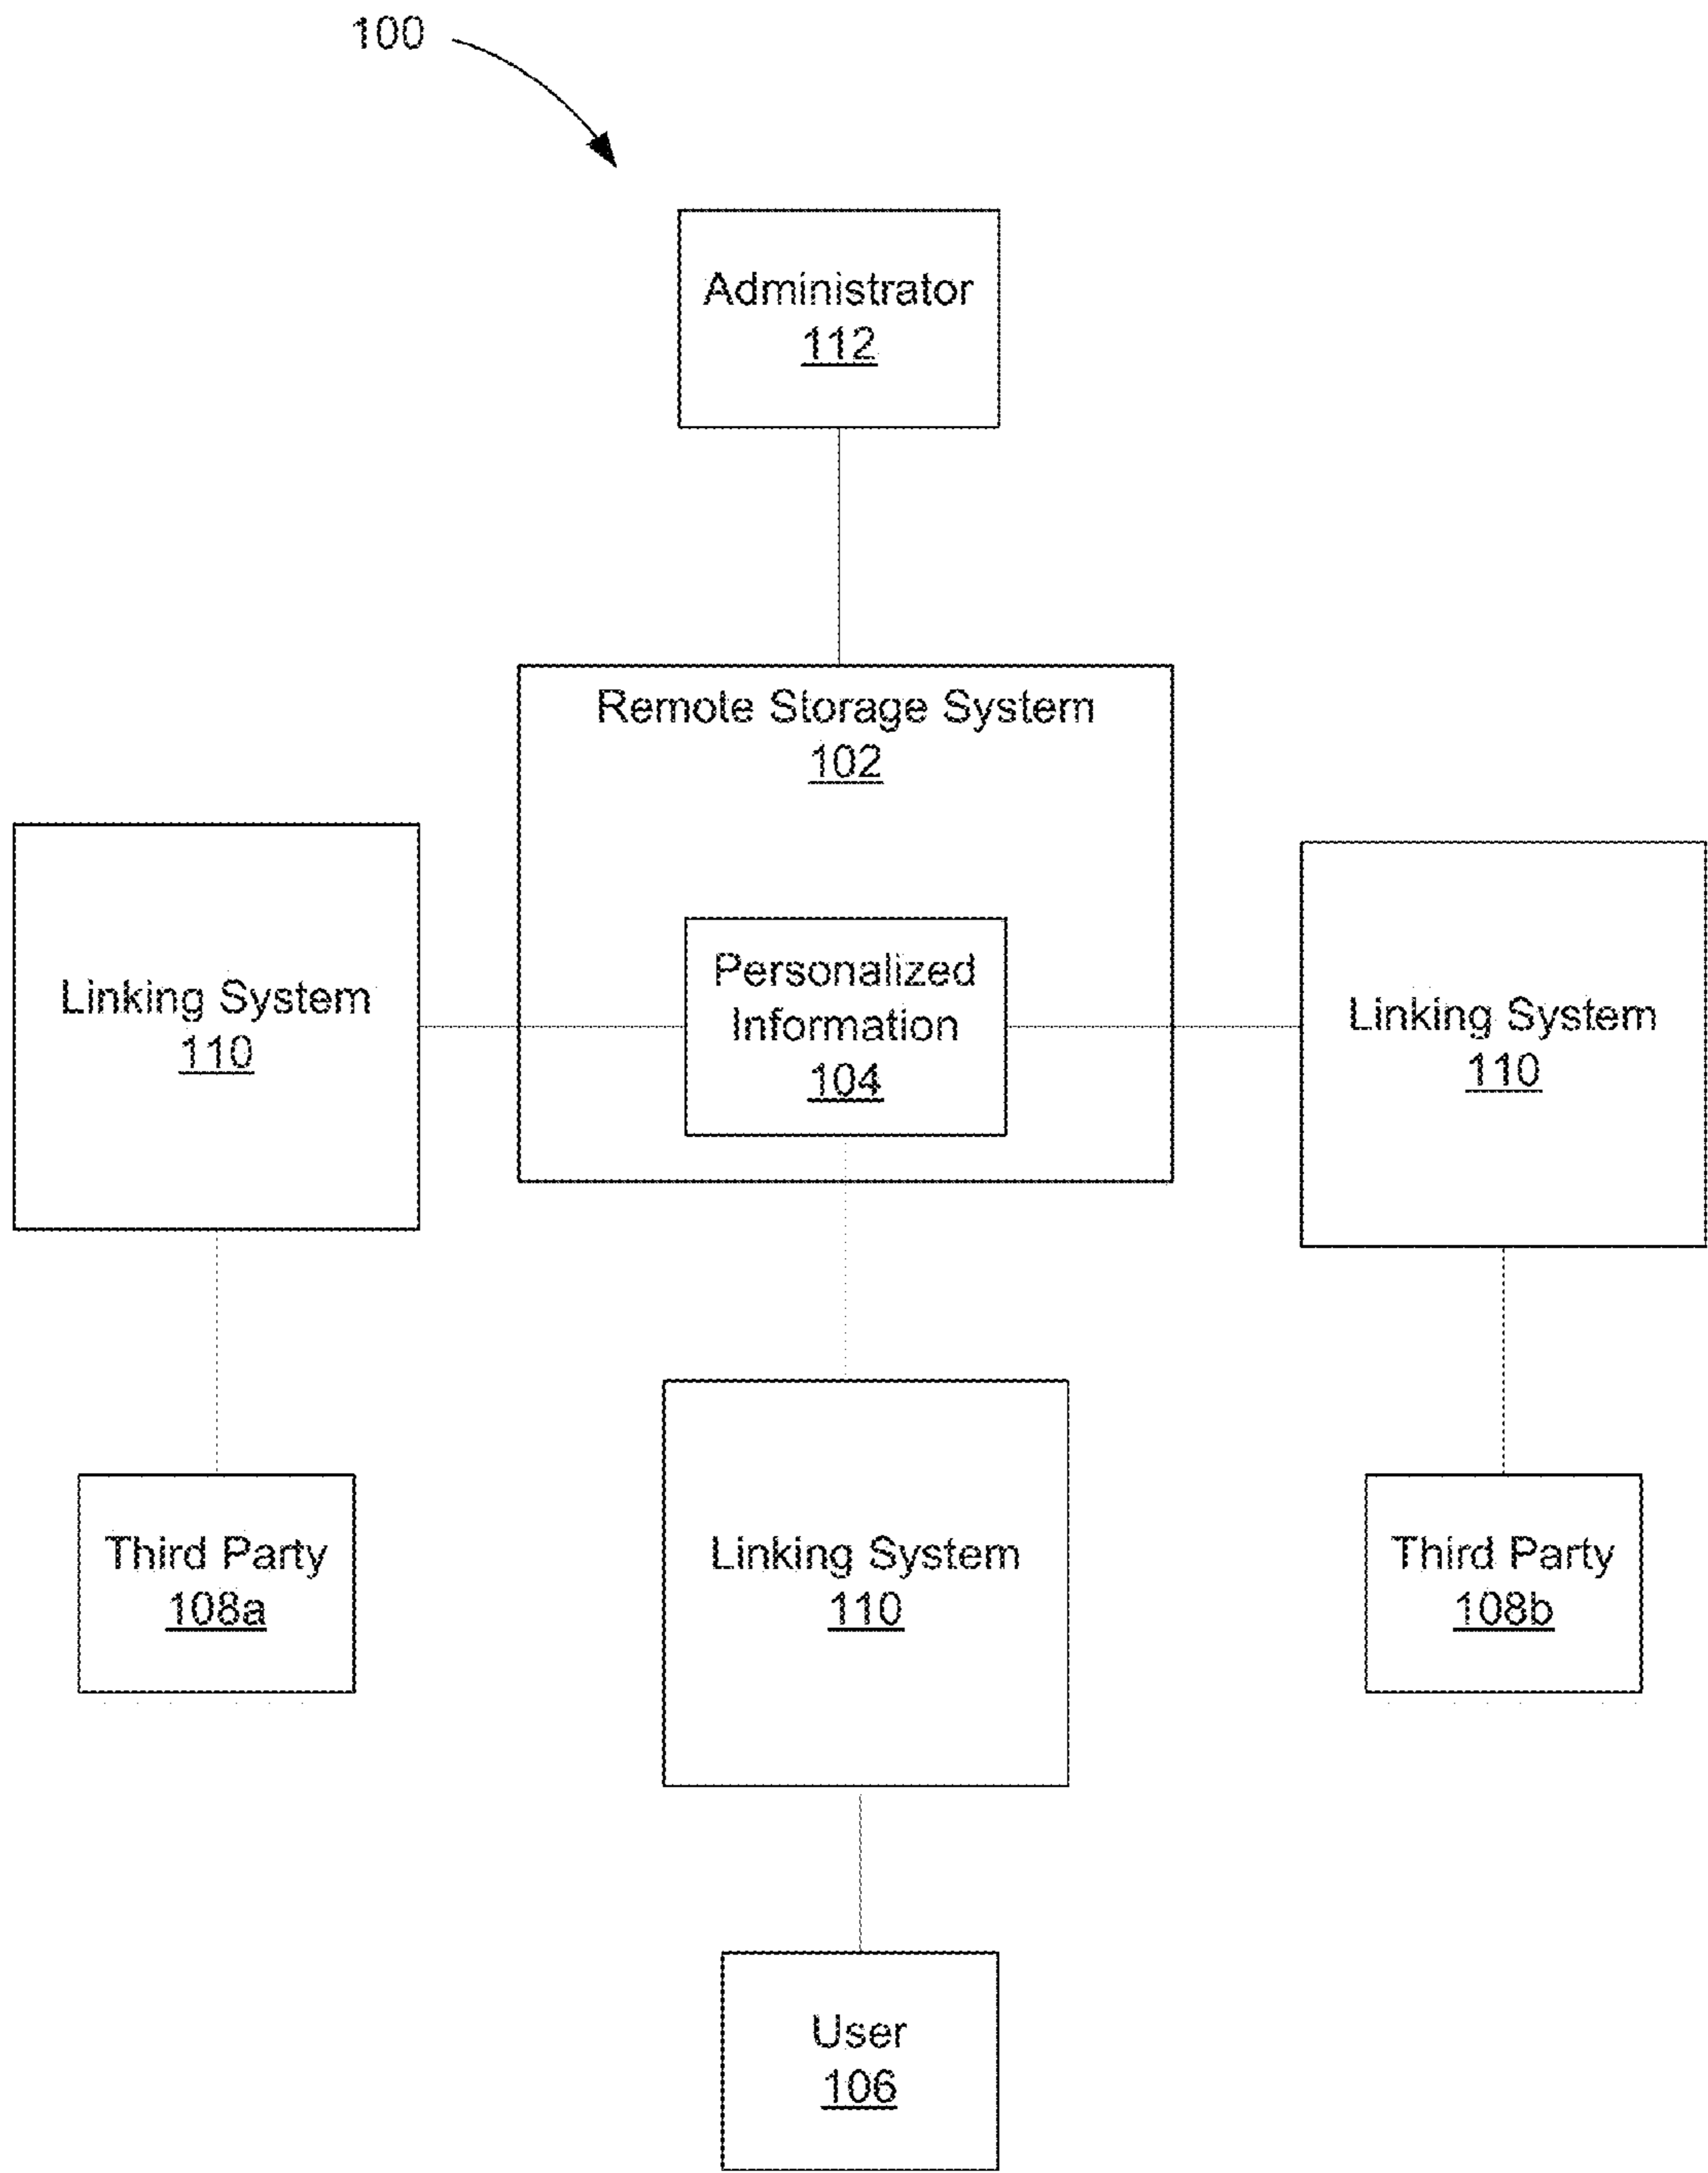 100
Administrator
112
Remote Storage System
102
Linking System
110
Personalized
Information
104
Linking System
110
Third Party
108a
Linking System
110
Third Party
108b
User
106